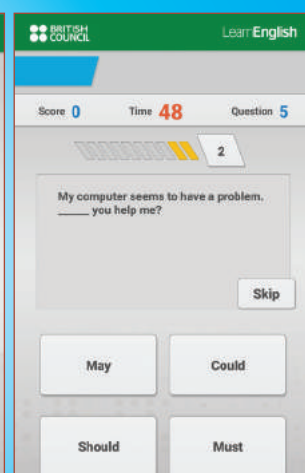 BRITISH
COUNCIL
LearnEnglish
Score 0 Time 48 Question 5
2
My computer seems to have a problem.
_____ you help me?
Skip
May Could
Should Must